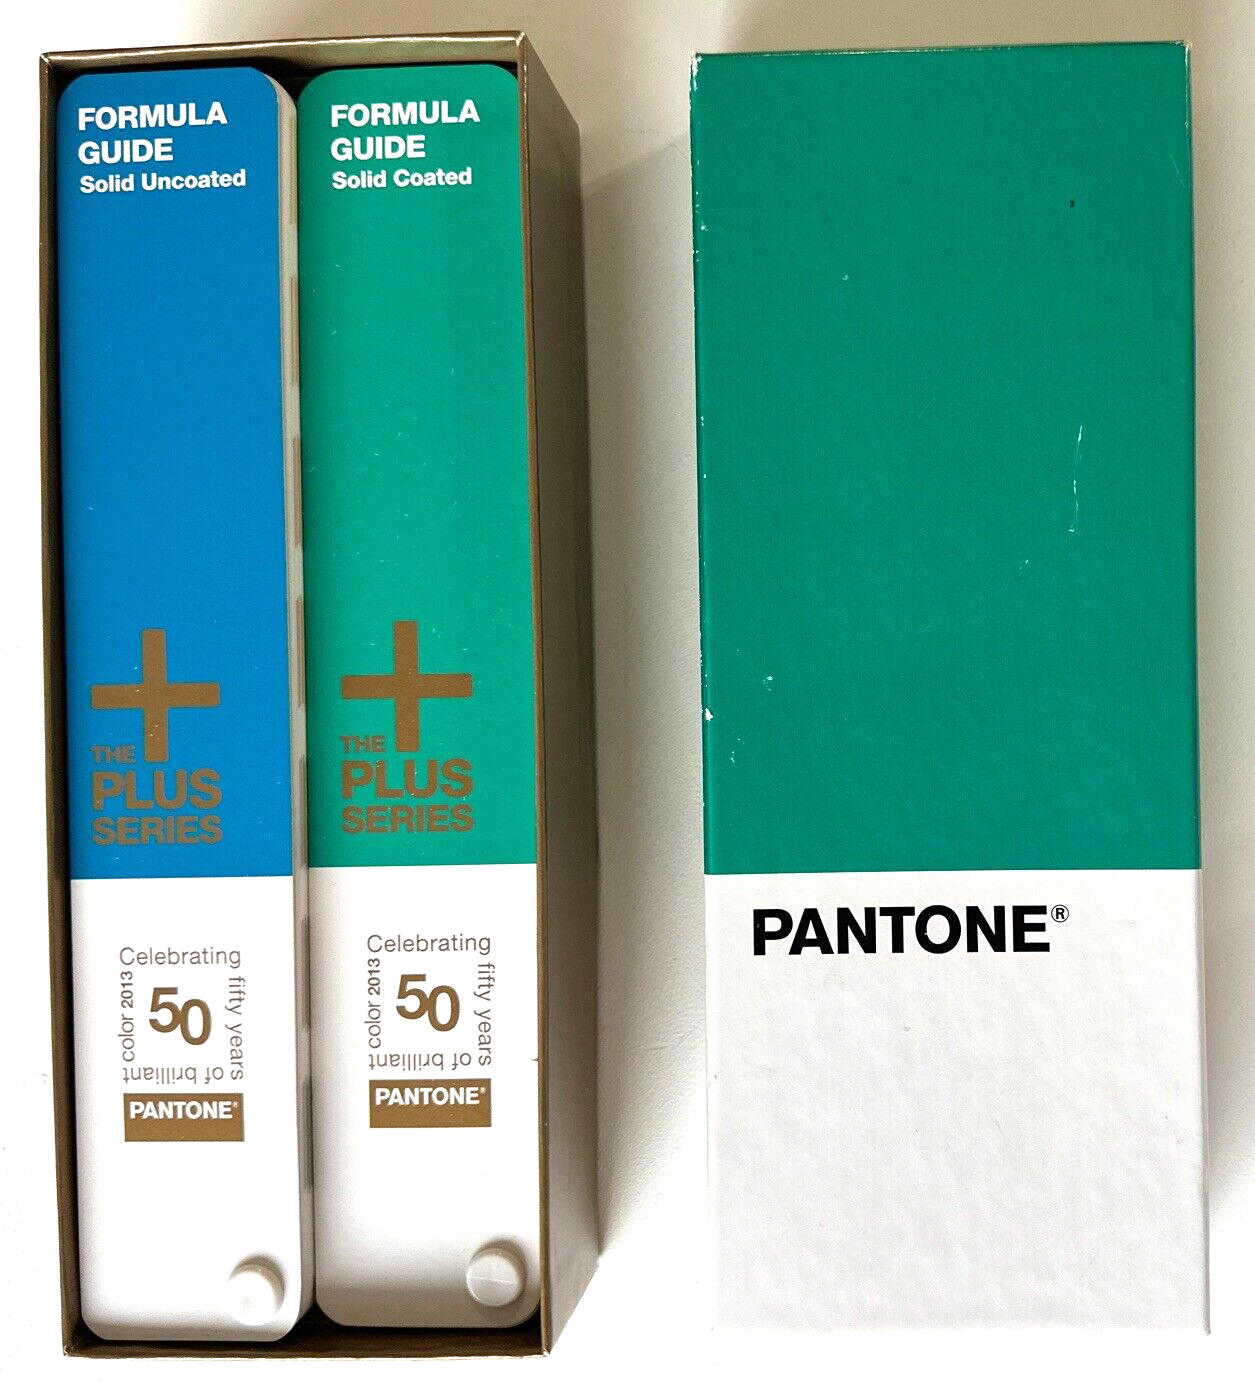 FORMULA
GUIDE
Solid Uncoated
THE
PLUS
SERIES
Celebrating
fifty years
of brilliant
color 2013
50
PANTONE®
FORMULA
GUIDE
Solid Coated
THE
PLUS
SERIES
Celebrating
fifty years
of brilliant
color 2013
50
PANTONE®
PANTONE®